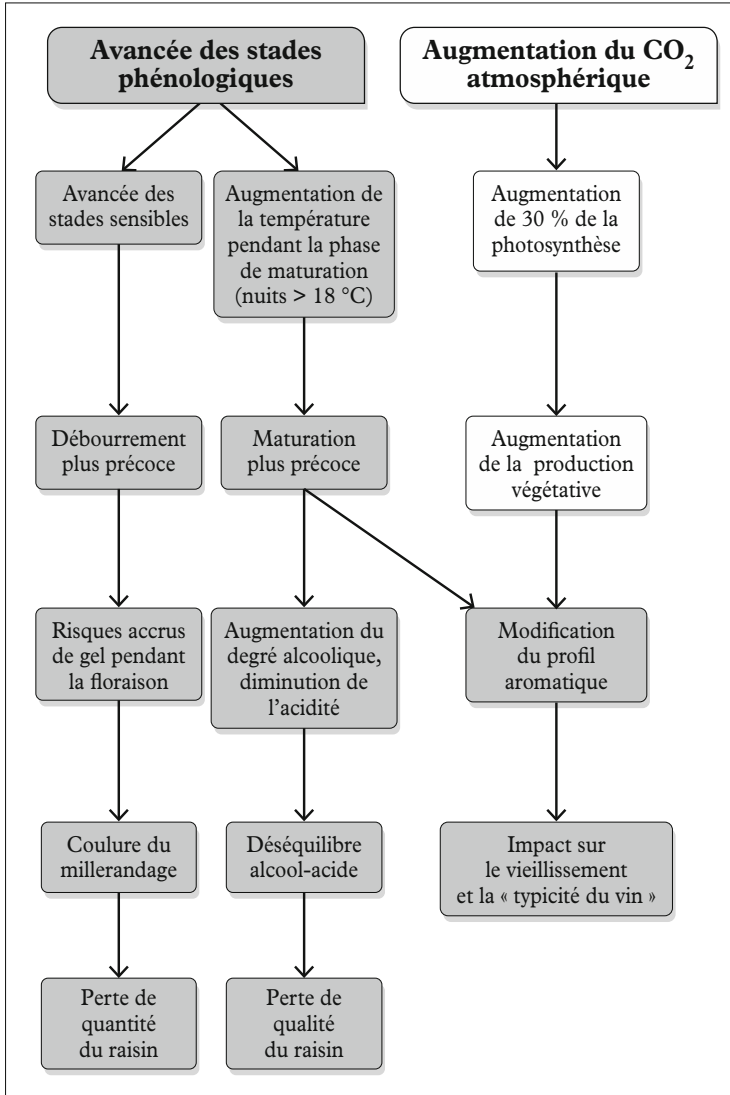 Avancée des stades
phénologiques
Augmentation du CO₂
atmosphérique
Avancée des
stades sensibles
Augmentation de
la température
pendant la phase
de maturation
(nuits > 18 °C)
Augmentation
de 30 % de la
photosynthèse
Débourrement
plus précoce
Maturation
plus précoce
Augmentation
de la production
végétative
Risques accrus
de gel pendant
la floraison
Augmentation du
degré alcoolique,
diminution de
l’acidité
Modification
du profil
aromatique
Coulure du
millerandage
Déséquilibre
alcool-acide
Impact sur
le vieillissement
et la « typicité du vin »
Perte de
quantité
du raisin
Perte de
qualité
du raisin